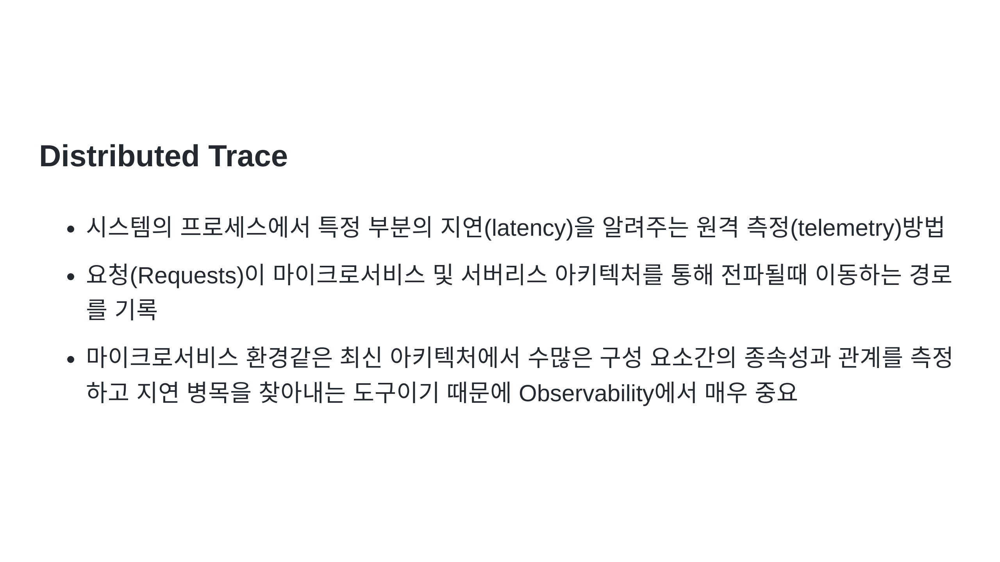 Distributed Trace
시스템의 프로세스에서 특정 부분의 지연(latency)을 알려주는 원격 측정(telemetry)방법
요청(Requests)이 마이크로서비스 및 서버리스 아키텍처를 통해 전파될때 이동하는 경로
를 기록
마이크로서비스 환경같은 최신 아키텍처에서 수많은 구성 요소간의 종속성과 관계를 측정
하고 지연 병목을 찾아내는 도구이기 때문에 Observability에서 매우 중요